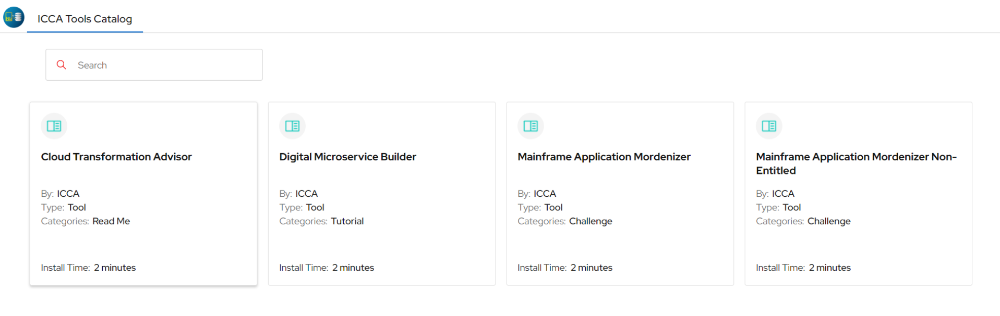 ICCA Tools Catalog
Search
Cloud Transformation Advisor
By: ICCA
Type: Tool
Categories: Read Me
Install Time: 2 minutes
Digital Microservice Builder
By: ICCA
Type: Tool
Categories: Tutorial
Install Time: 2 minutes
Mainframe Application Mordenizer
By: ICCA
Type: Tool
Categories: Challenge
Install Time: 2 minutes
Mainframe Application Mordenizer Non-
Entitled
By: ICCA
Type: Tool
Categories: Challenge
Install Time: 2 minutes